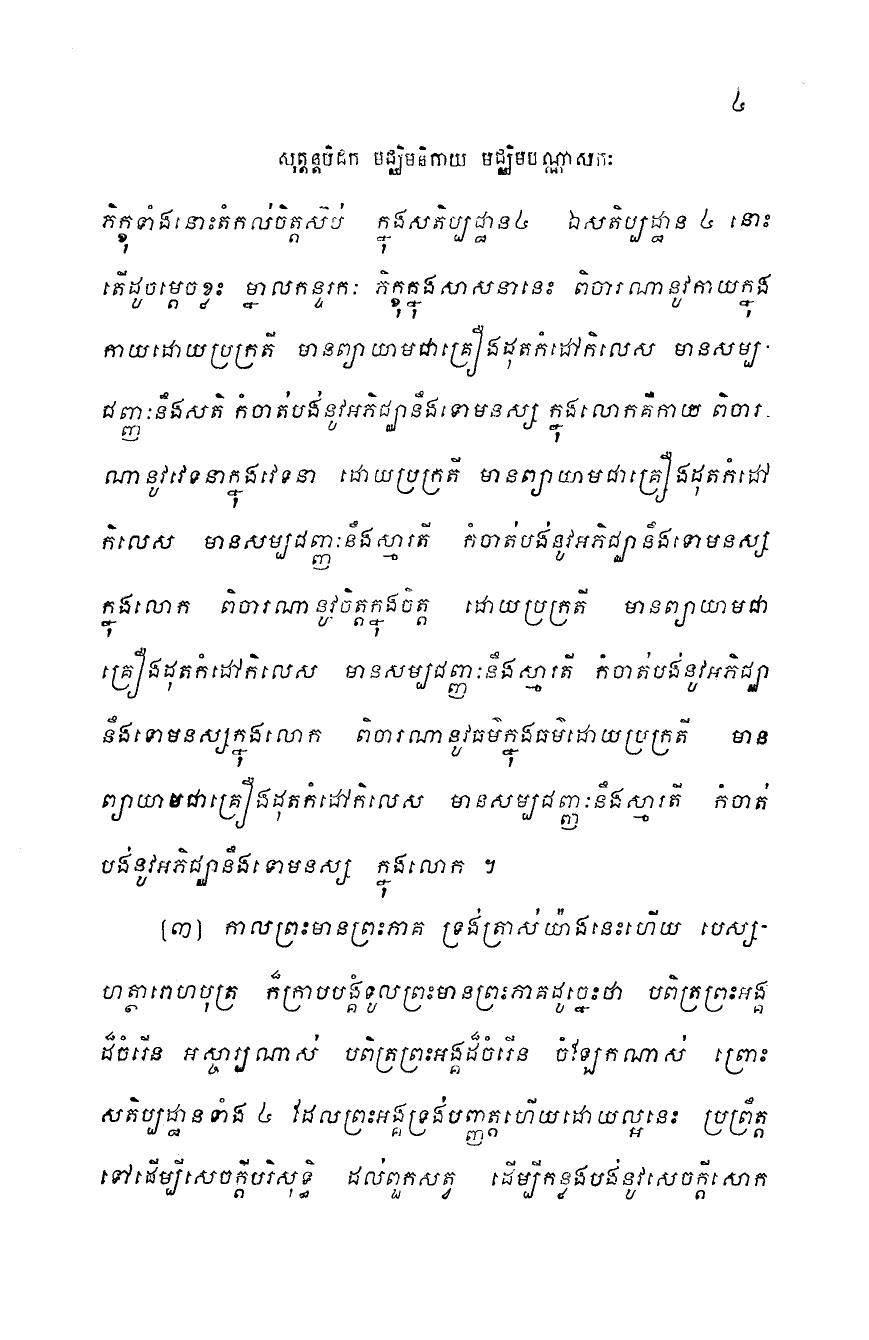 ៤
សុត្តន្តបិដក មជ្ឈិមនិកាយ មជ្ឈិមបណ្ណាសកៈ
ភិក្ខុទាំងនោះតំកល់ចិត្តស៊ប់ ក្នុងសតិប្បដ្ឋាន៤ ឯសតិប្បដ្ឋាន ៤ នោះ
តើដូចម្តេចខ្លះ ម្នាលកន្ទរកៈ ភិក្ខុក្នុងសាសនានេះ ពិចារណានូវកាយក្នុង
កាយដោយប្រក្រតី មានព្យាយាមជាគ្រឿងដុតកំដៅកិលេស មានសម្ប-
ជញ្ញៈនឹងសតិ កំចាត់បង់នូវអភិជ្ឈានឹងទោមនស្ស ក្នុងលោកគឺកាយ ពិចារ-
ណានូវវេទនាក្នុងវេទនា ដោយប្រក្រតី មានព្យាយាមជាគ្រឿងដុតកំដៅ
កិលេស មានសម្បជញ្ញៈនឹងស្មារតី កំចាត់បង់នូវអភិជ្ឈានឹងទោមនស្ស
ក្នុងលោក ពិចារណានូវចិត្តក្នុងចិត្ត ដោយប្រក្រតី មានព្យាយាមជា
គ្រឿងដុតកំដៅកិលេស មានសម្បជញ្ញៈនឹងស្មារតី កំចាត់បង់នូវអភិជ្ឈា
នឹងទោមនស្សក្នុងលោក ពិចារណានូវធម៌ក្នុងធម៌ដោយប្រក្រតី មាន
ព្យាយាមជាគ្រឿងដុតកំដៅកិលេស មានសម្បជញ្ញៈនឹងស្មារតី កំចាត់
បង់នូវអភិជ្ឈានឹងទោមនស្ស ក្នុងលោក ។
(៣) កាលព្រះមានព្រះភាគ ទ្រង់ត្រាស់យ៉ាងនេះហើយ បេស្ស-
ហត្ថារោហបុត្រ ក៏ក្រាបបង្គំទូលព្រះមានព្រះភាគដូច្នេះថា បពិត្រព្រះអង្គ
ដ៏ចំរើន អស្ចារ្យណាស់ បពិត្រព្រះអង្គដ៏ចំរើន ចំឡែកណាស់ ព្រោះ
សតិប្បដ្ឋានទាំង ៤ ដែលព្រះអង្គទ្រង់បញ្ញត្តហើយដោយល្អនេះ ប្រព្រឹត្ត
ទៅដើម្បីសេចក្តីបរិសុទ្ធិ ដល់ពួកសត្វ ដើម្បីកន្លងបង់នូវសេចក្តីសោក